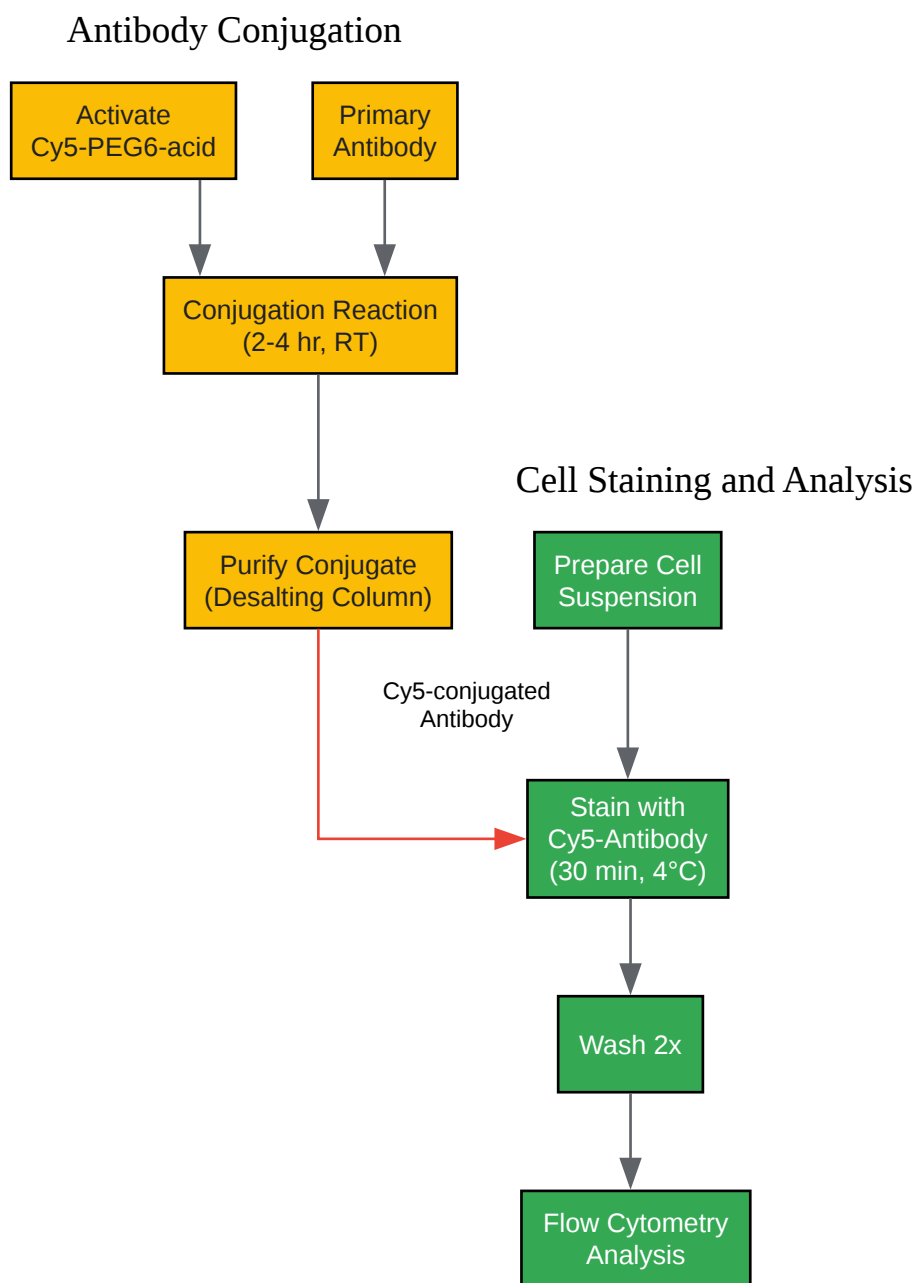 Antibody Conjugation
Activate
Cy5-PEG6-acid
Primary
Antibody
Conjugation Reaction
(2-4 hr, RT)
Cell Staining and Analysis
Purify Conjugate
(Desalting Column)
Prepare Cell
Suspension
Cy5-conjugated
Antibody
Stain with
Cy5-Antibody
(30 min, 4°C)
Wash 2x
Flow Cytometry
Analysis